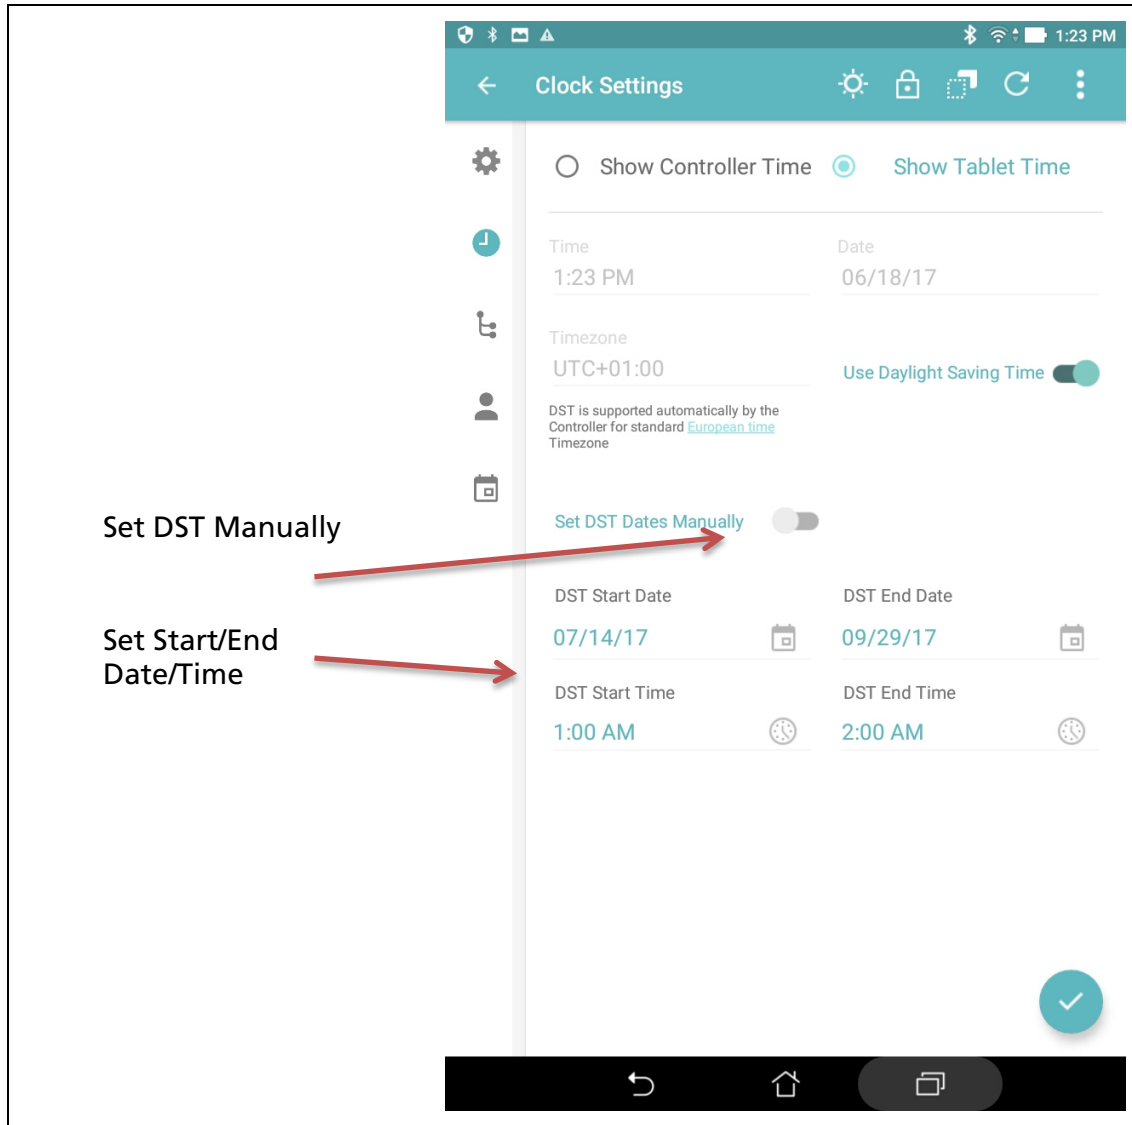 1:23 PM
Clock Settings
Show Controller Time
Show Tablet Time
Time
Date
1:23 PM
06/18/17
Timezone
UTC+01:00
Use Daylight Saving Time
DST is supported automatically by the
Controller for standard European time
Timezone
Set DST Manually
Set DST Dates Manually
Set Start/End
Date/Time
DST Start Date
DST End Date
07/14/17
09/29/17
DST Start Time
DST End Time
1:00 AM
2:00 AM